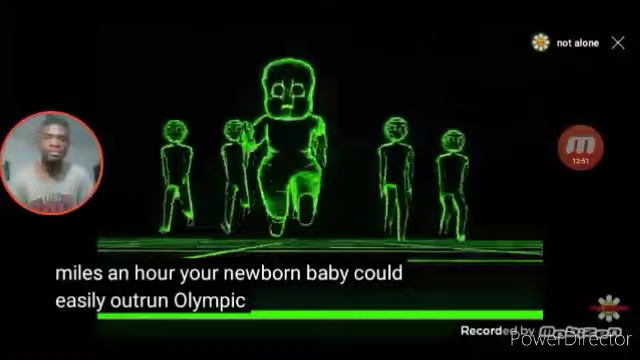 not alone
12:51
miles an hour your newborn baby could
easily outrun Olympic
Recorded by
PowerDirector